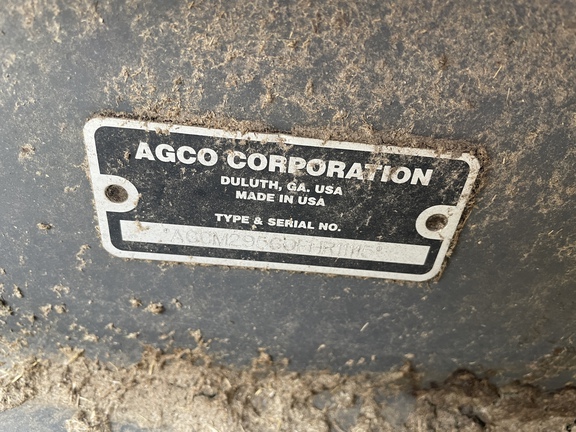 AGCO CORPORATION
DULUTH, GA. USA
MADE IN USA
TYPE & SERIAL NO.